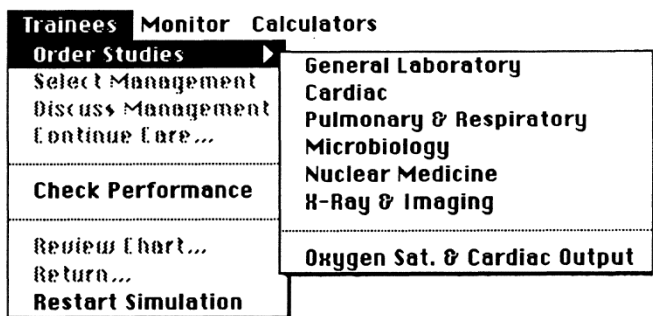 Trainees Monitor Calculators
Order Studies
Select Management
Discuss Management
Continue Care...
Check Performance
Review Chart...
Return...
Restart Simulation
General Laboratory
Cardiac
Pulmonary & Respiratory
Microbiology
Nuclear Medicine
X-Ray & Imaging
Oxygen Sat. & Cardiac Output